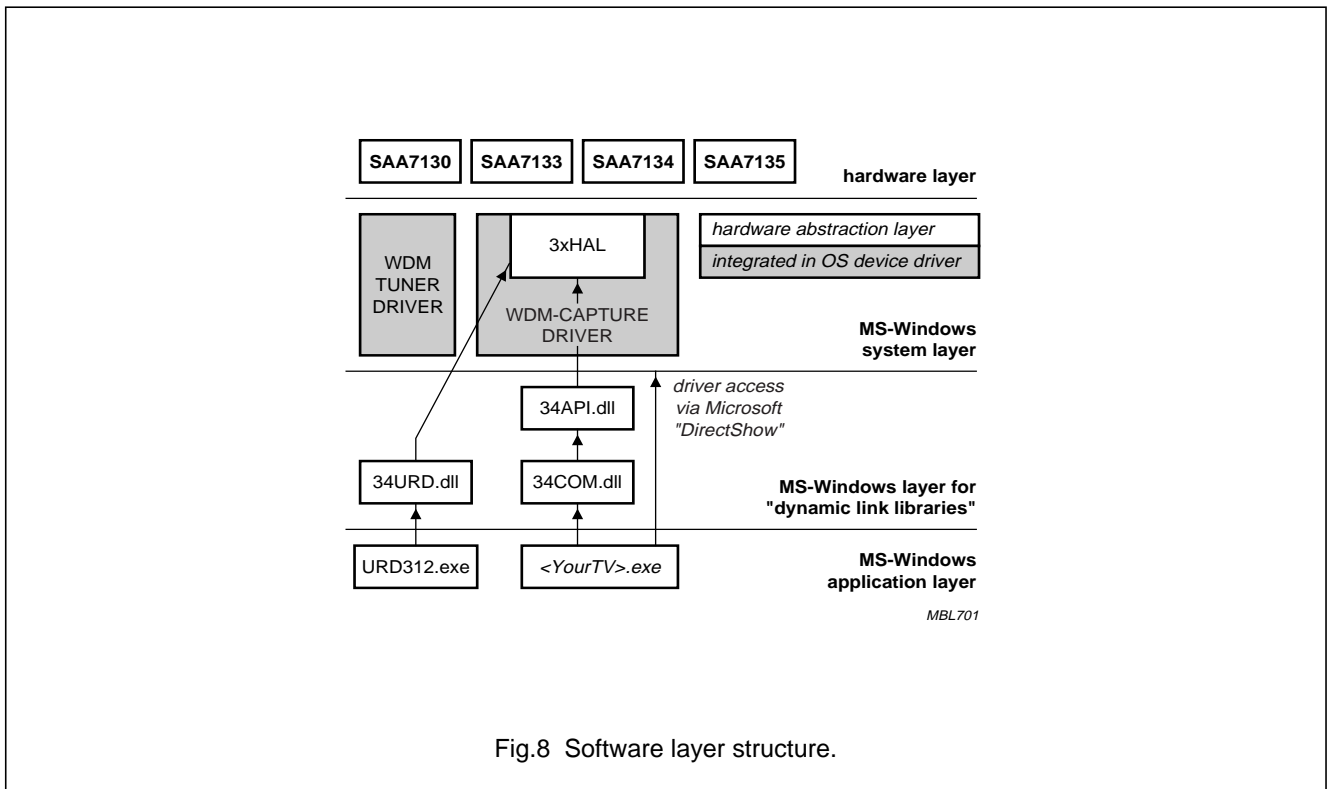 SAA7130 SAA7133 SAA7134 SAA7135
hardware layer
WDM
TUNER
DRIVER
3xHAL
WDM-CAPTURE
DRIVER
hardware abstraction layer
integrated in OS device driver
MS-Windows
system layer
34API.dll
driver access
via Microsoft
"DirectShow"
34URD.dll
34COM.dll
MS-Windows layer for
"dynamic link libraries"
URD312.exe
<YourTV>.exe
MS-Windows
application layer
MBL701
Fig.8 Software layer structure.